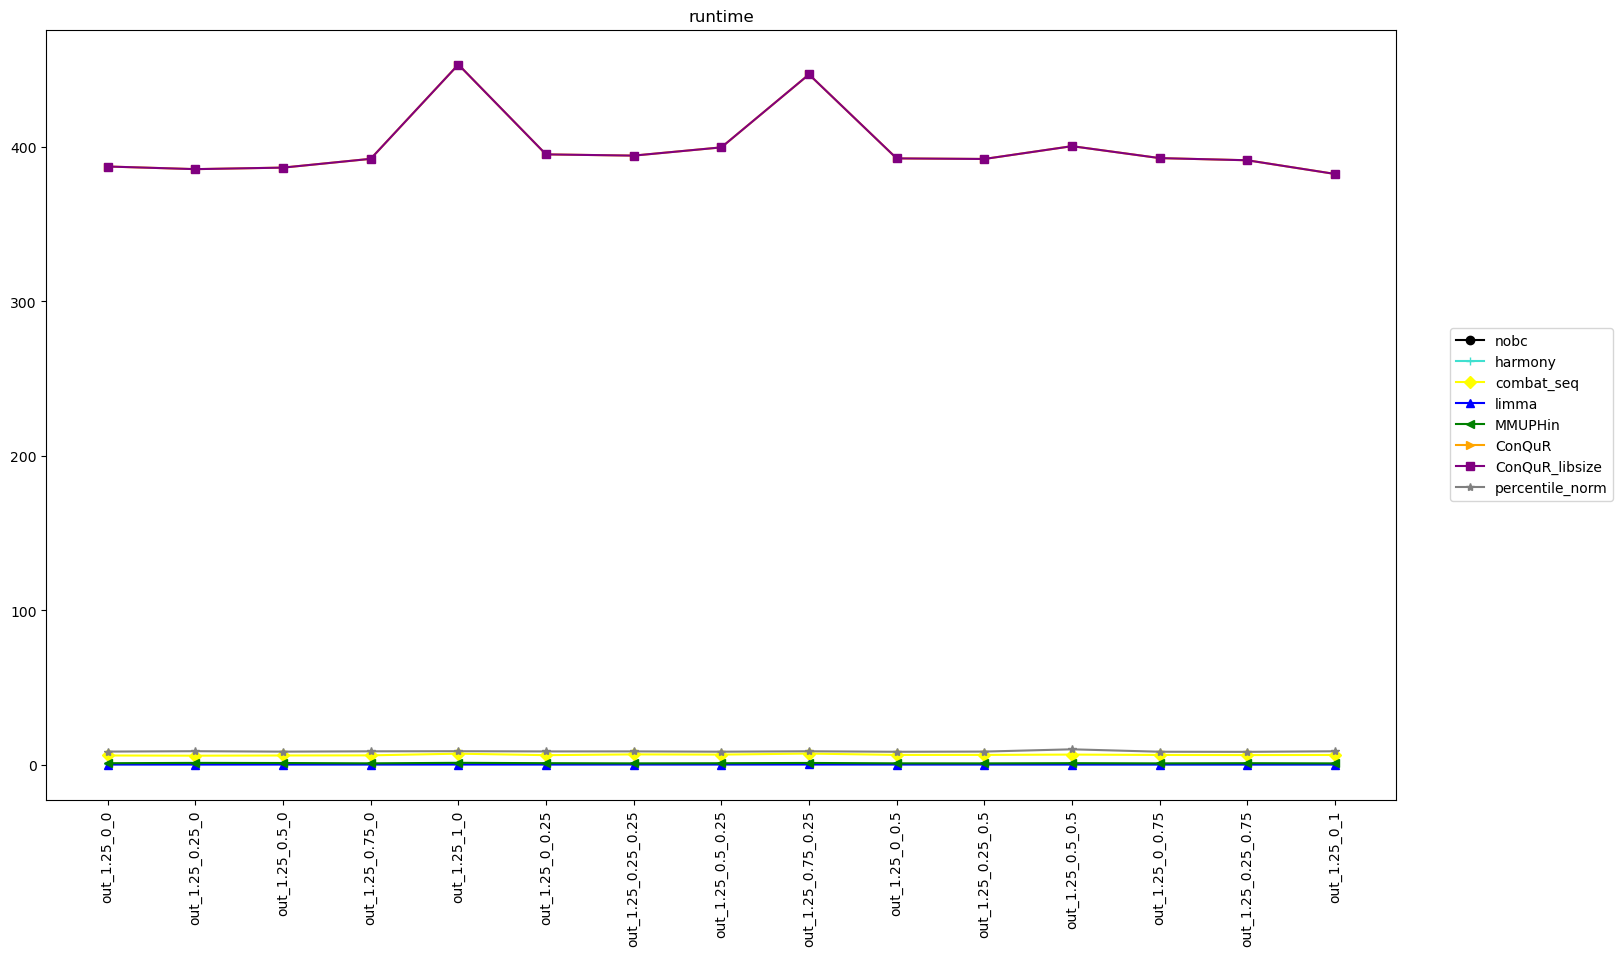 runtime
400
300
200
100
0
out_1.25_0_0
out_1.25_0.25_0
out_1.25_0.5_0
out_1.25_0.75_0
out_1.25_1_0
out_1.25_0_0.25
out_1.25_0.25_0.25
out_1.25_0.5_0.25
out_1.25_0.75_0.25
out_1.25_0_0.5
out_1.25_0.25_0.5
out_1.25_0.5_0.5
out_1.25_0_0.75
out_1.25_0.25_0.75
out_1.25_0_1
nobc
harmony
combat_seq
limma
MMUPHin
ConQuR
ConQuR_libsize
percentile_norm